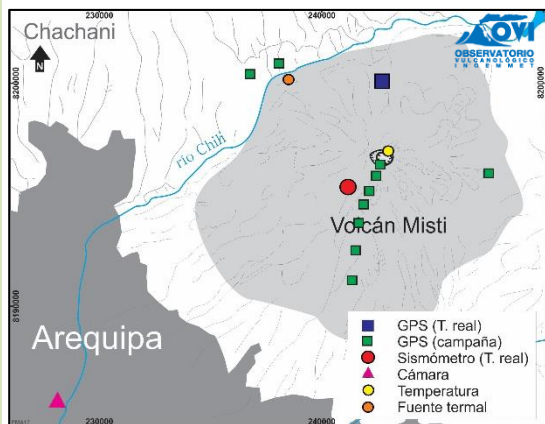 230000
240000
OVI
OBSERVATORIO
VULCANOLÓGICO
INGEMMET
Chachani
N
8200000
8200000
río Chili
Volcán Misti
8190000
Arequipa
GPS (T. real)
GPS (campaña)
Sismómetro (T. real)
Cámara
Temperatura
Fuente termal
230000
240000